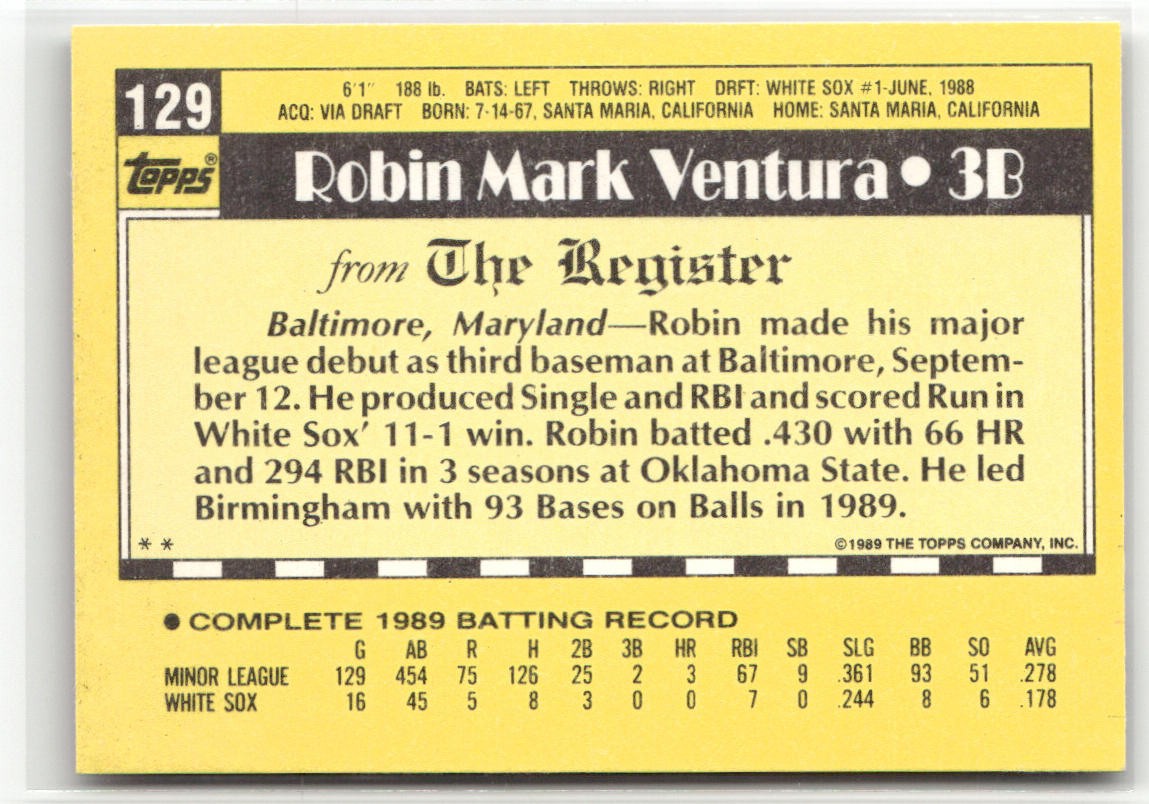 129
6'1" 188 lb. BATS: LEFT THROWS: RIGHT DRFT: WHITE SOX #1-JUNE, 1988
ACQ: VIA DRAFT BORN: 7-14-67, SANTA MARIA, CALIFORNIA HOME: SANTA MARIA, CALIFORNIA
Topps®
Robin Mark Ventura • 3B
from The Register
Baltimore, Maryland—Robin made his major
league debut as third baseman at Baltimore, Septem-
ber 12. He produced Single and RBI and scored Run in
White Sox' 11-1 win. Robin batted .430 with 66 HR
and 294 RBI in 3 seasons at Oklahoma State. He led
Birmingham with 93 Bases on Balls in 1989.
** ©1989 THE TOPPS COMPANY, INC.
● COMPLETE 1989 BATTING RECORD
G AB R H 2B 3B HR RBI SB SLG BB SO AVG
MINOR LEAGUE 129 454 75 126 25 2 3 67 9 .361 93 51 .278
WHITE SOX 16 45 5 8 3 0 0 7 0 .244 8 6 .178